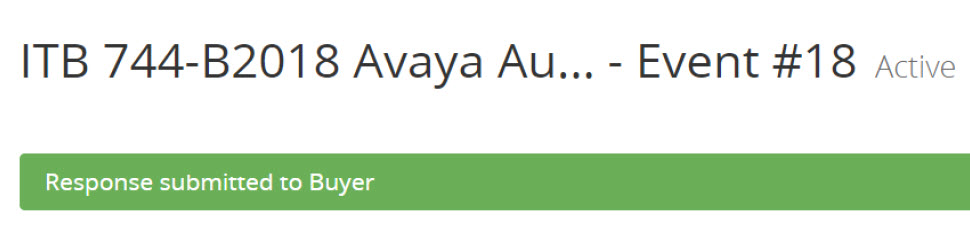 ITB 744-B2018 Avaya Au... - Event #18 Active
Response submitted to Buyer